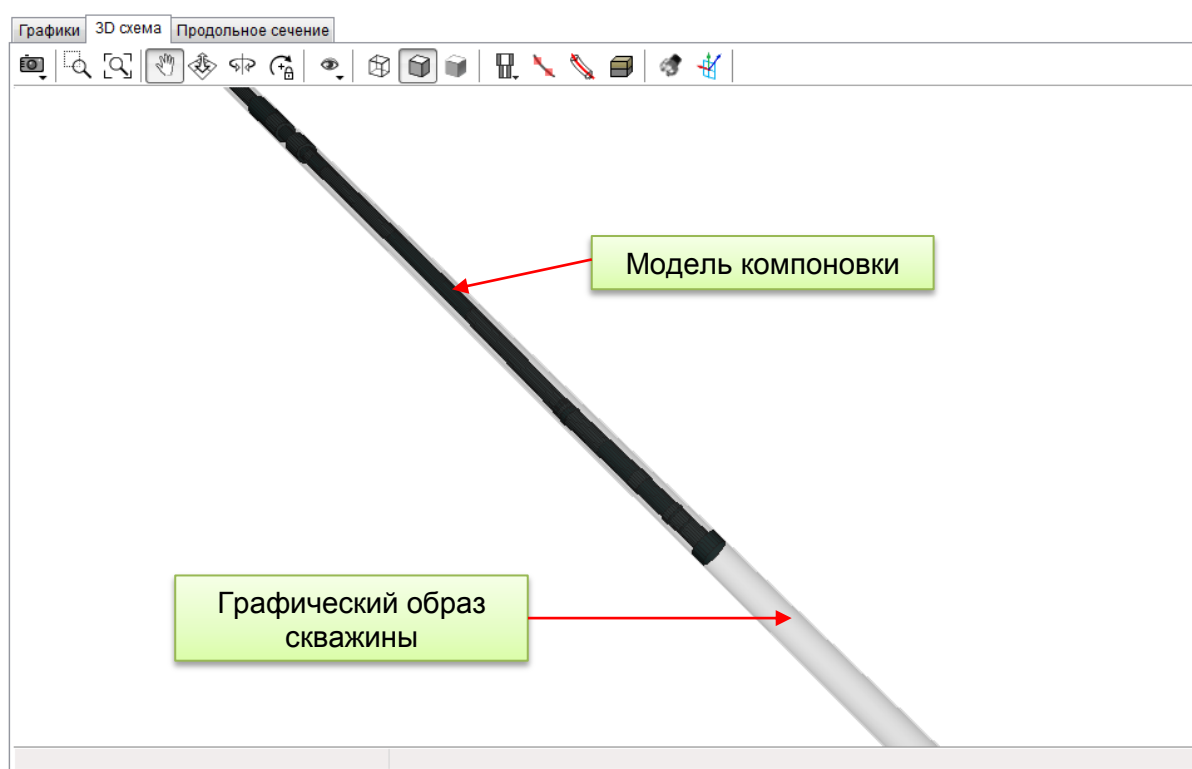 Графики 3D схема Продольное сечение
Модель компоновки
Графический образ
скважины